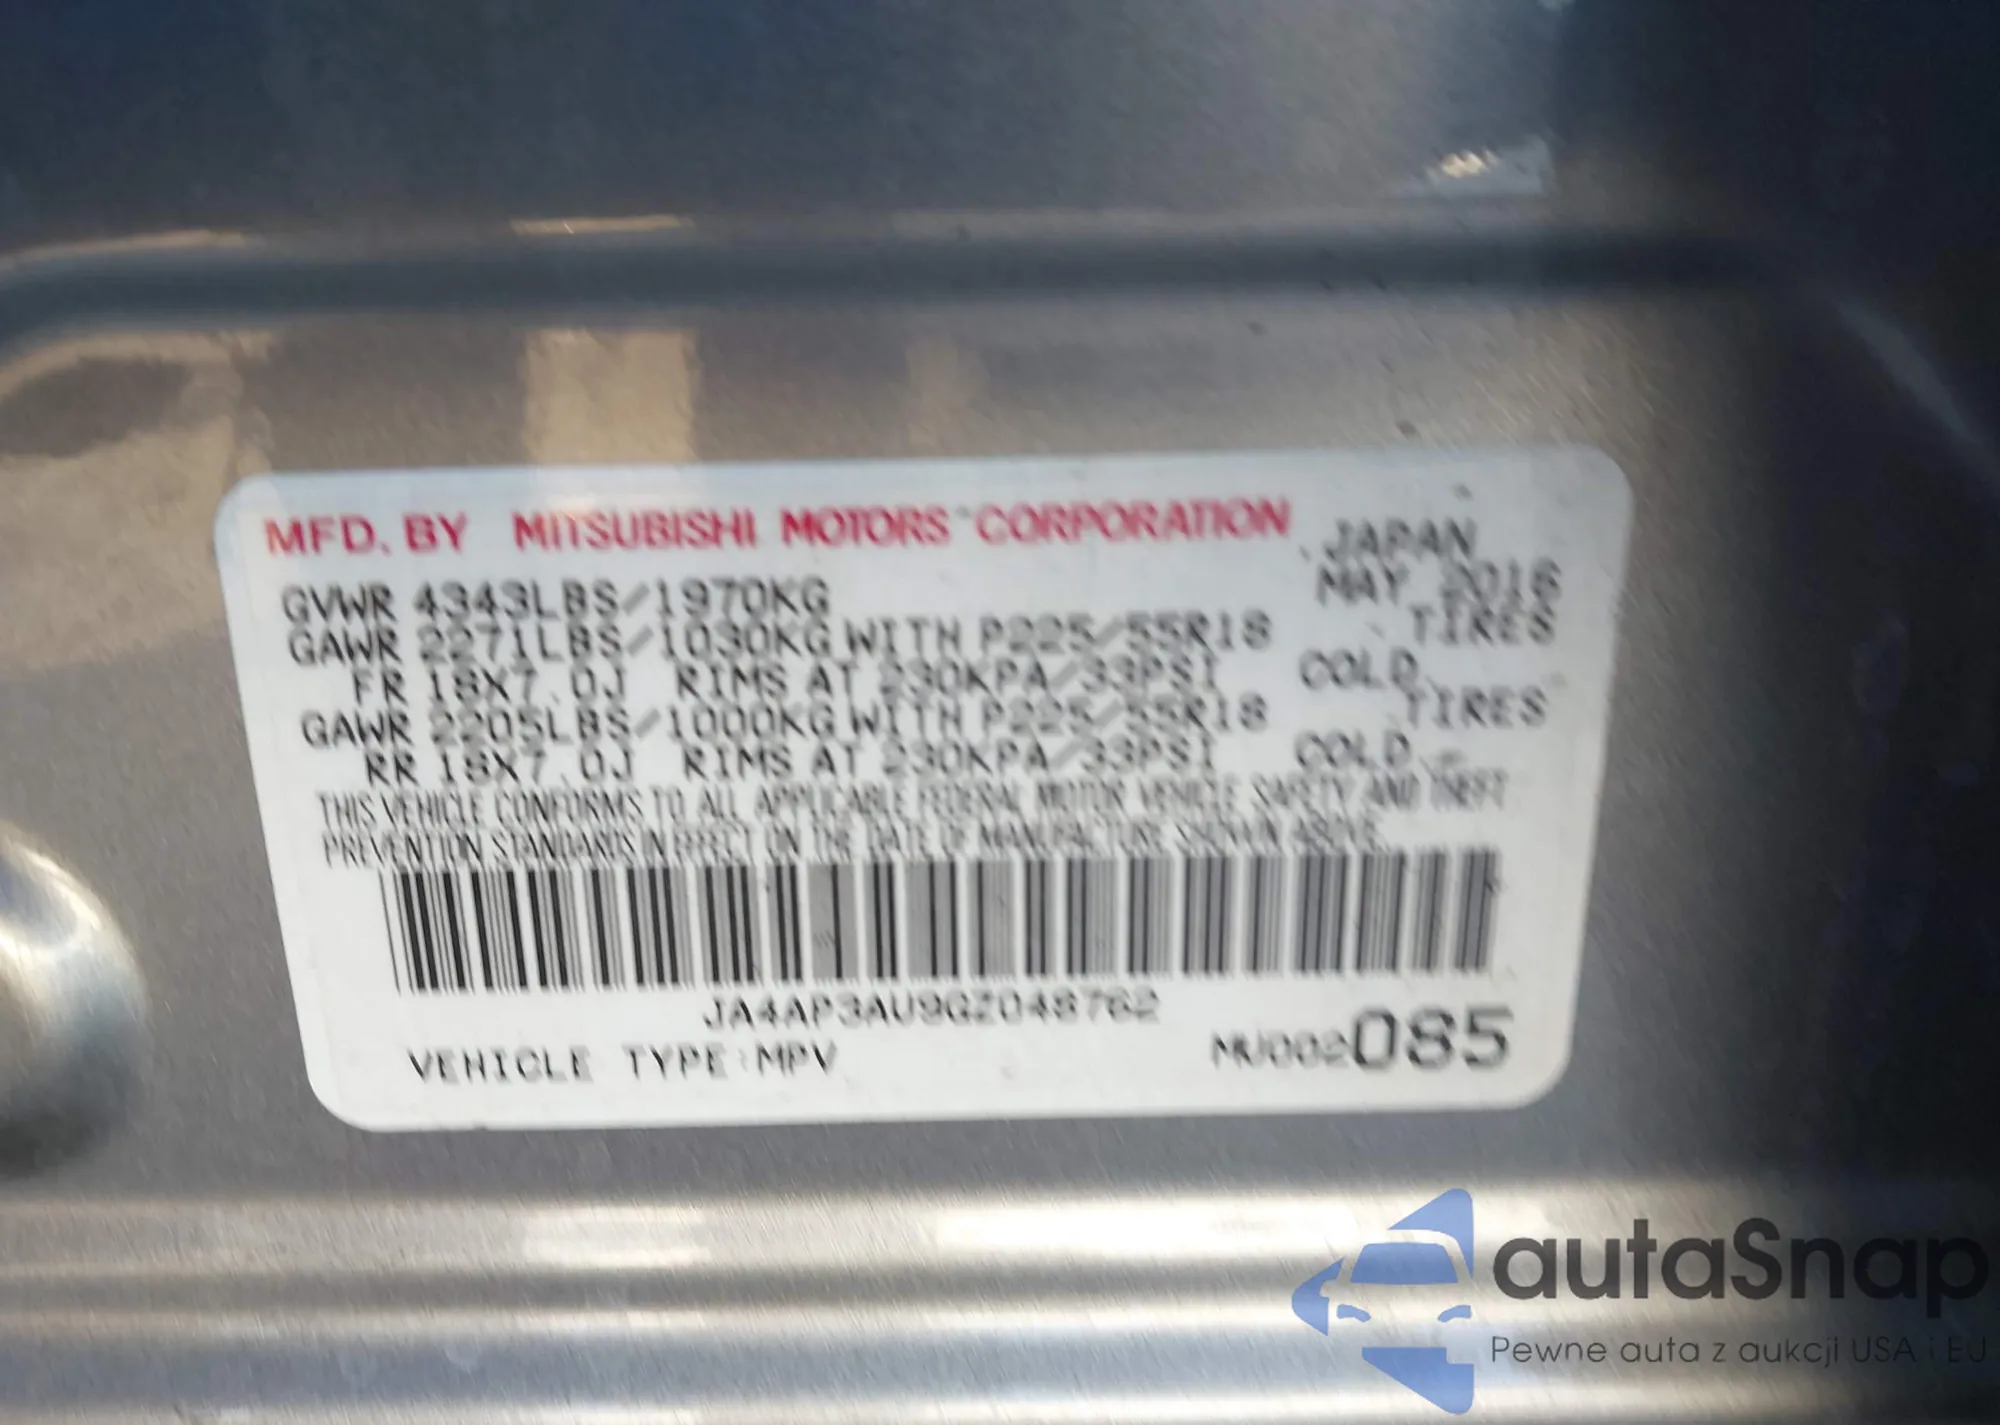 MFD. BY MITSUBISHI MOTORS CORPORATION JAPAN
GVWR 4343LBS/1970KG MAY 2016
GAWR 2271LBS/1030KG WITH P225/55R18 TIRES
FR 18X7.0J RIMS AT 230KPA/33PSI COLD
GAWR 2205LBS/1000KG WITH P225/55R18 TIRES
RR 18X7.0J RIMS AT 230KPA/33PSI COLD
THIS VEHICLE CONFORMS TO ALL APPLICABLE FEDERAL MOTOR VEHICLE SAFETY AND THEFT
PREVENTION STANDARDS IN EFFECT ON THE DATE OF MANUFACTURE SHOWN ABOVE.
JA4AP3AU9GZ048762
VEHICLE TYPE:MPV MU002085
autaSnap
Pewne auta z aukcji USA i EU